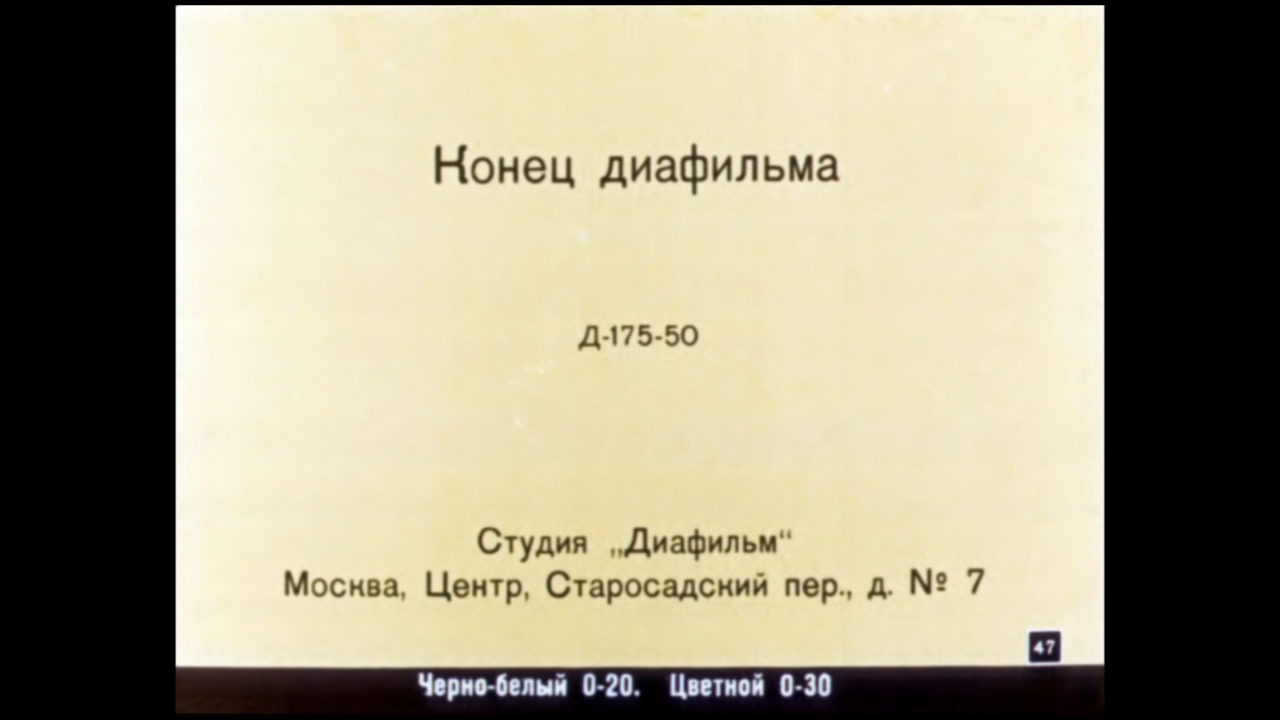 Конец диафильма
Д-175-50
Студия „Диафильм“
Москва, Центр, Старосадский пер., д. № 7
47
Черно-белый 0-20. Цветной 0-30